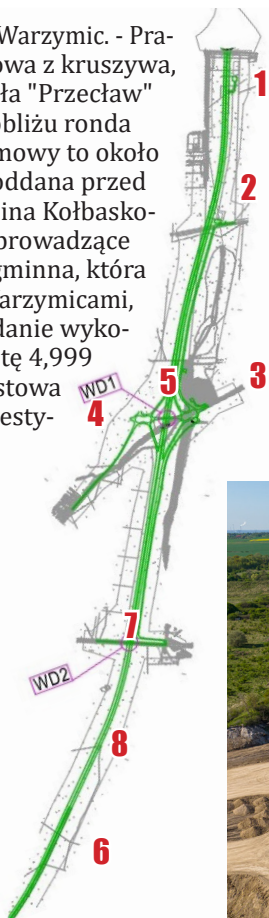 Warzymic. - Pra-
owa z kruszywa,
ła "Przecław"
obliżu ronda
mowy to około
oddana przed
ina Kołbasko-
prowadzące
gminna, która
arzymicami,
danie wyko-
tę 4,999
stowa
esty-
1
2
3
5
WD1
4
7
WD2
8
6